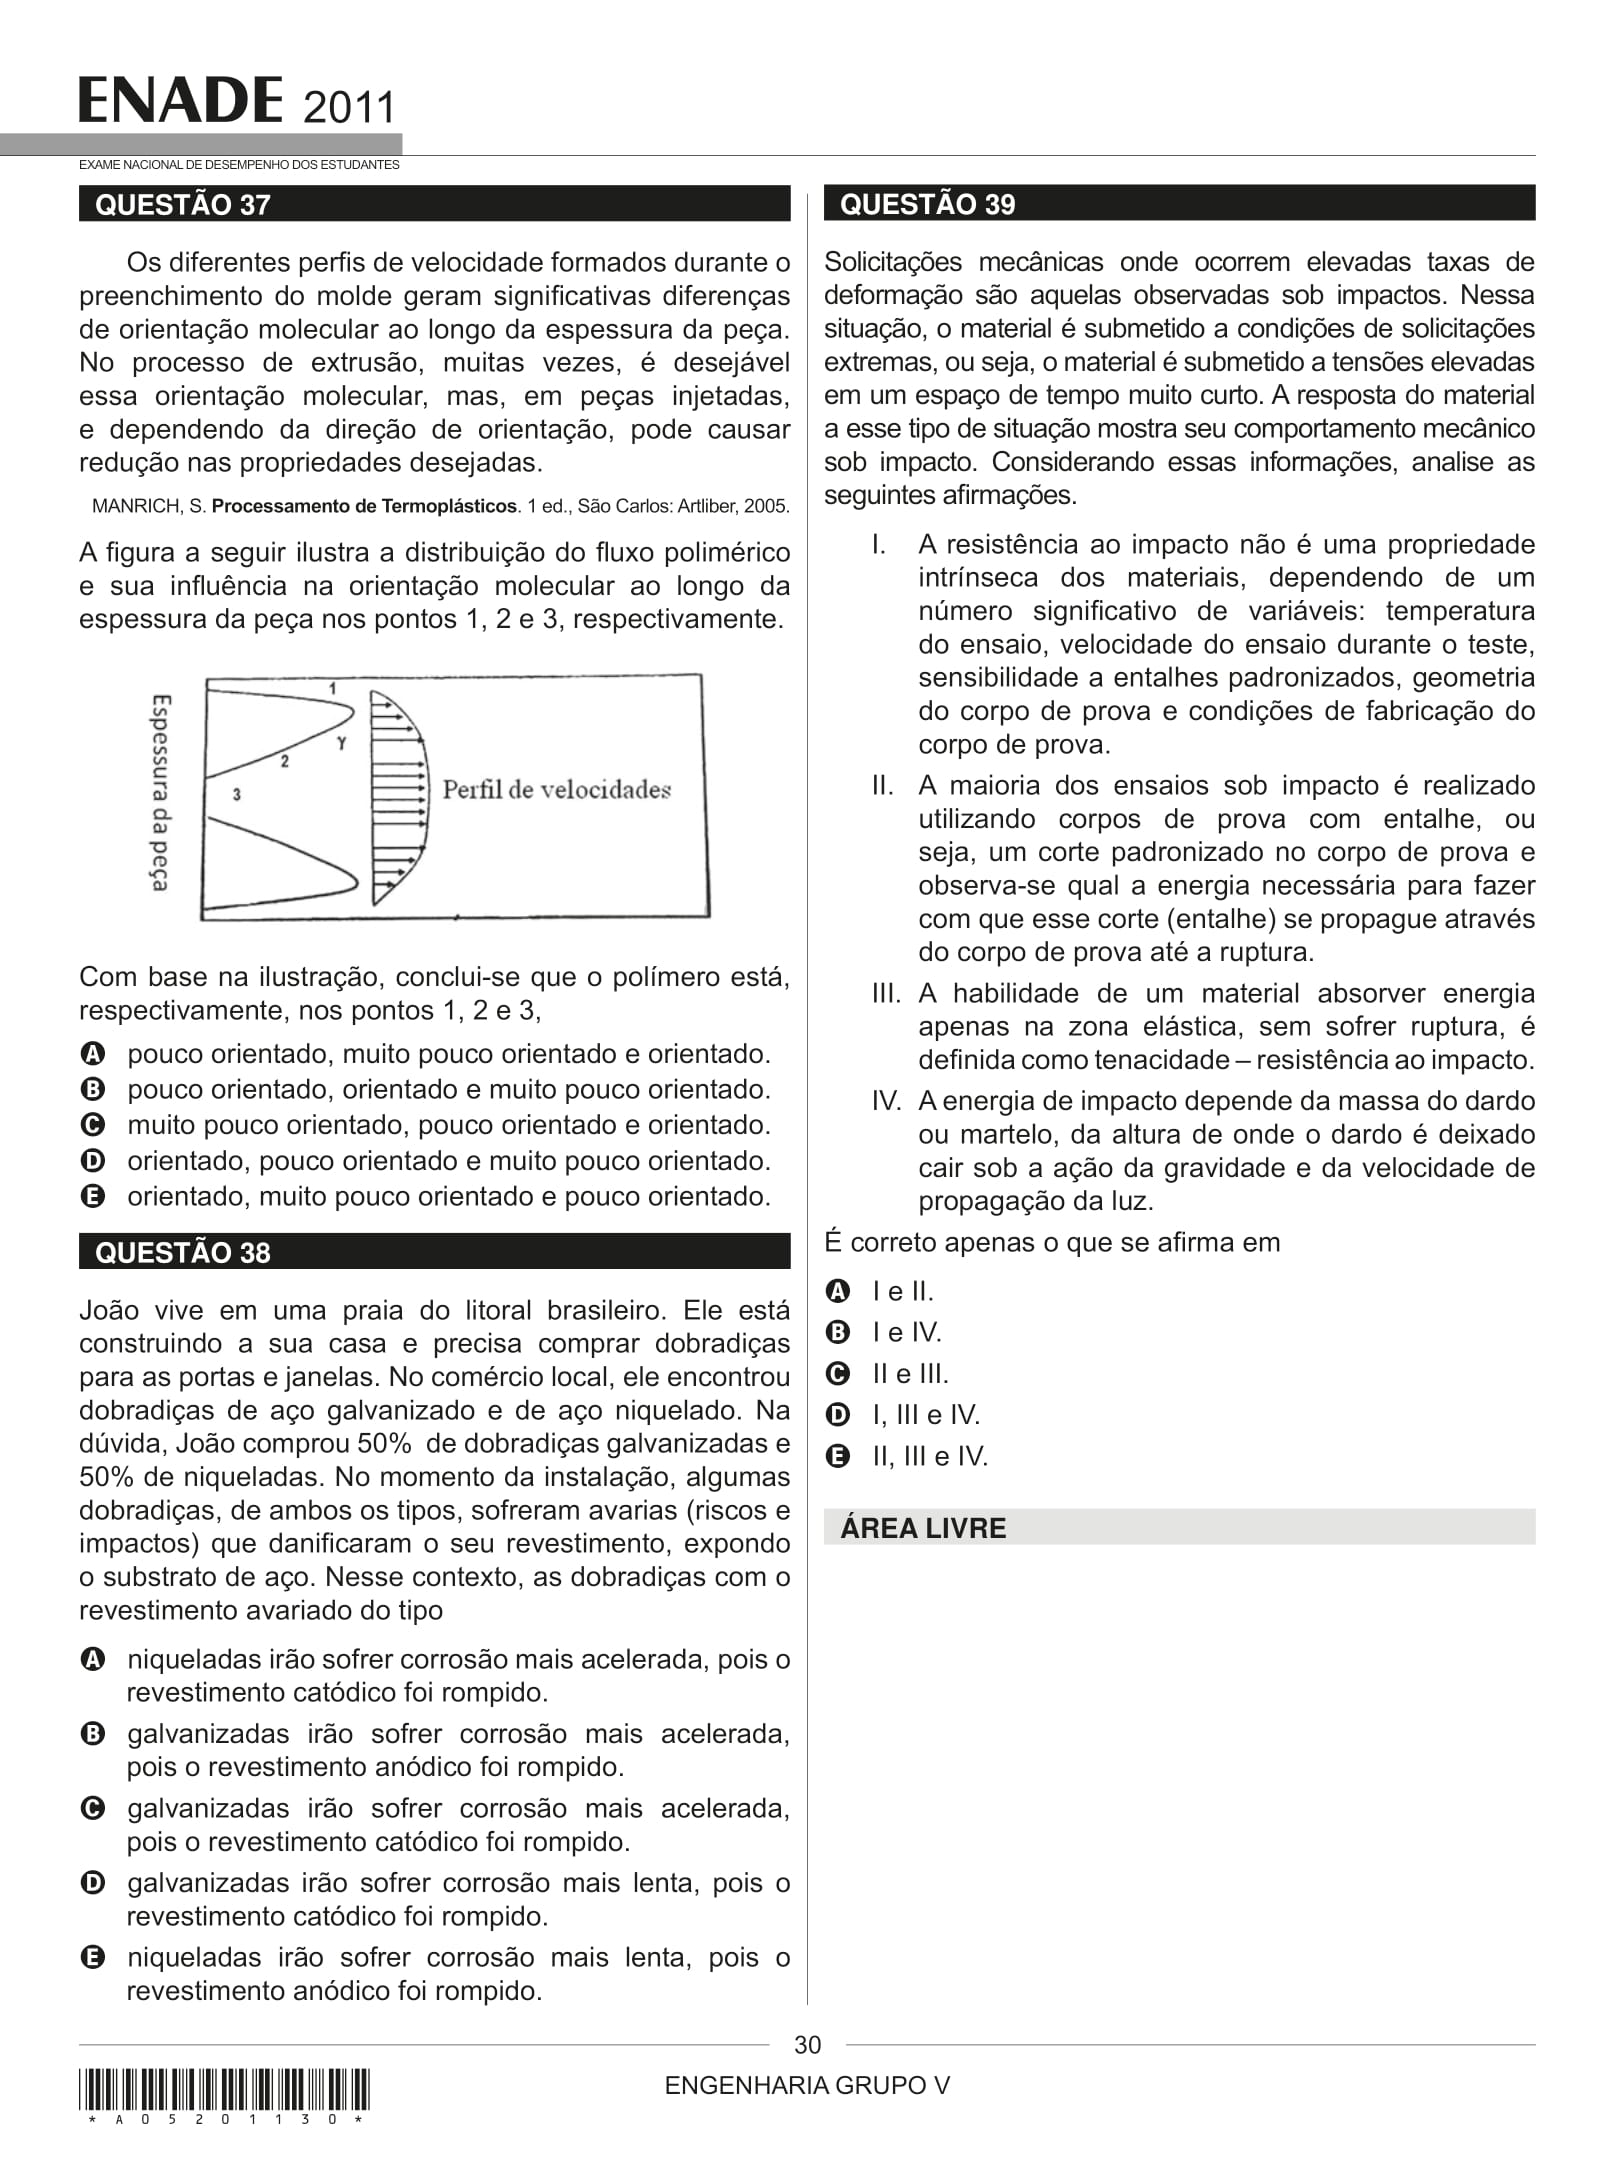 ENADE 2011
EXAME NACIONAL DE DESEMPENHO DOS ESTUDANTES
QUESTÃO 37
Os diferentes perfis de velocidade formados durante o
preenchimento do molde geram significativas diferenças
de orientação molecular ao longo da espessura da peça.
No processo de extrusão, muitas vezes, é desejável
essa orientação molecular, mas, em peças injetadas,
e dependendo da direção de orientação, pode causar
redução nas propriedades desejadas.
MANRICH, S. Processamento de Termoplásticos. 1 ed., São Carlos: Artliber, 2005.
A figura a seguir ilustra a distribuição do fluxo polimérico
e sua influência na orientação molecular ao longo da
espessura da peça nos pontos 1, 2 e 3, respectivamente.
Espessura da peça
1
Y
2
3
Perfil de velocidades
Com base na ilustração, conclui-se que o polímero está,
respectivamente, nos pontos 1, 2 e 3,
A pouco orientado, muito pouco orientado e orientado.
B pouco orientado, orientado e muito pouco orientado.
C muito pouco orientado, pouco orientado e orientado.
D orientado, pouco orientado e muito pouco orientado.
E orientado, muito pouco orientado e pouco orientado.
QUESTÃO 38
João vive em uma praia do litoral brasileiro. Ele está
construindo a sua casa e precisa comprar dobradiças
para as portas e janelas. No comércio local, ele encontrou
dobradiças de aço galvanizado e de aço niquelado. Na
dúvida, João comprou 50% de dobradiças galvanizadas e
50% de niqueladas. No momento da instalação, algumas
dobradiças, de ambos os tipos, sofreram avarias (riscos e
impactos) que danificaram o seu revestimento, expondo
o substrato de aço. Nesse contexto, as dobradiças com o
revestimento avariado do tipo
A niqueladas irão sofrer corrosão mais acelerada, pois o
revestimento catódico foi rompido.
B galvanizadas irão sofrer corrosão mais acelerada,
pois o revestimento anódico foi rompido.
C galvanizadas irão sofrer corrosão mais acelerada,
pois o revestimento catódico foi rompido.
D galvanizadas irão sofrer corrosão mais lenta, pois o
revestimento catódico foi rompido.
E niqueladas irão sofrer corrosão mais lenta, pois o
revestimento anódico foi rompido.
QUESTÃO 39
Solicitações mecânicas onde ocorrem elevadas taxas de
deformação são aquelas observadas sob impactos. Nessa
situação, o material é submetido a condições de solicitações
extremas, ou seja, o material é submetido a tensões elevadas
em um espaço de tempo muito curto. A resposta do material
a esse tipo de situação mostra seu comportamento mecânico
sob impacto. Considerando essas informações, analise as
seguintes afirmações.
I. A resistência ao impacto não é uma propriedade
intrínseca dos materiais, dependendo de um
número significativo de variáveis: temperatura
do ensaio, velocidade do ensaio durante o teste,
sensibilidade a entalhes padronizados, geometria
do corpo de prova e condições de fabricação do
corpo de prova.
II. A maioria dos ensaios sob impacto é realizado
utilizando corpos de prova com entalhe, ou
seja, um corte padronizado no corpo de prova e
observa-se qual a energia necessária para fazer
com que esse corte (entalhe) se propague através
do corpo de prova até a ruptura.
III. A habilidade de um material absorver energia
apenas na zona elástica, sem sofrer ruptura, é
definida como tenacidade – resistência ao impacto.
IV. A energia de impacto depende da massa do dardo
ou martelo, da altura de onde o dardo é deixado
cair sob a ação da gravidade e da velocidade de
propagação da luz.
É correto apenas o que se afirma em
A I e II.
B I e IV.
C II e III.
D I, III e IV.
E II, III e IV.
ÁREA LIVRE
30
ENGENHARIA GRUPO V
* A 0 5 2 0 1 1 3 0 *